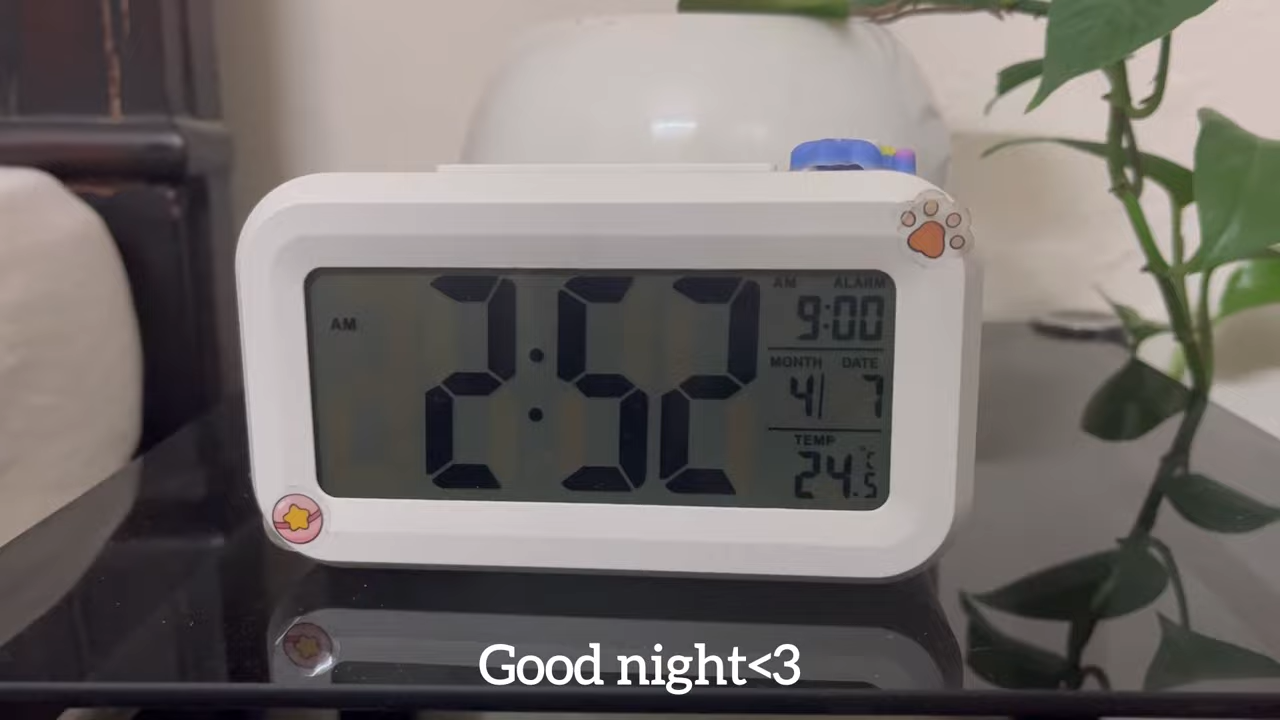 AM ALARM
AM 2:52 9:00
MONTH DATE
4| 7
TEMP
24.5 °C
Good night<3